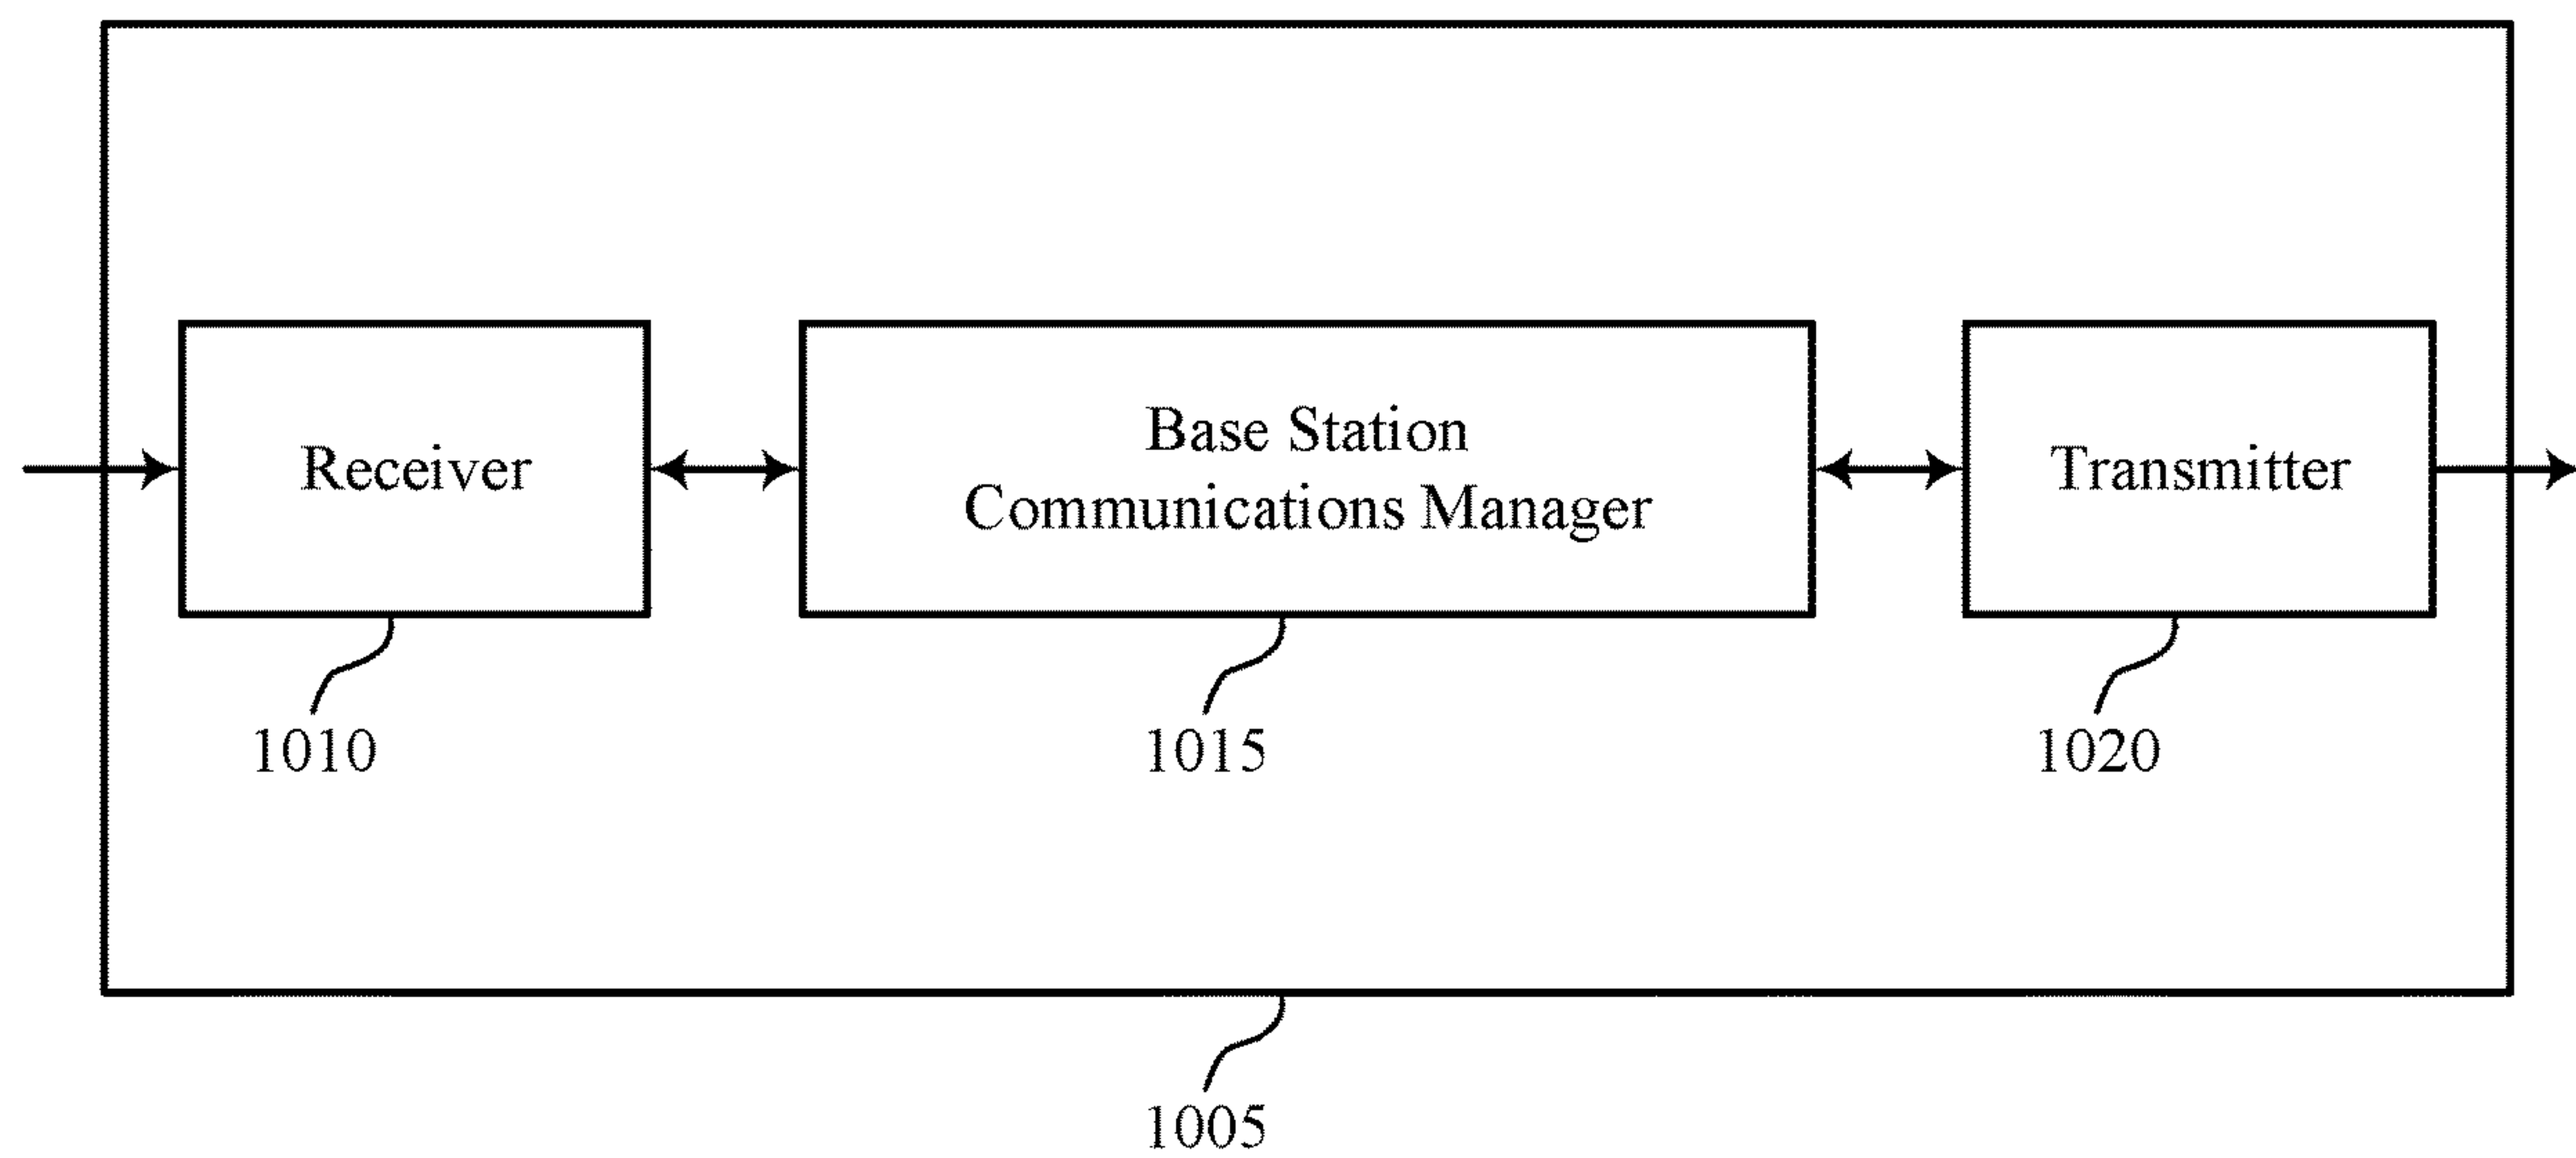 Receiver
Base Station
Communications Manager
Transmitter
1010
1015
1020
1005